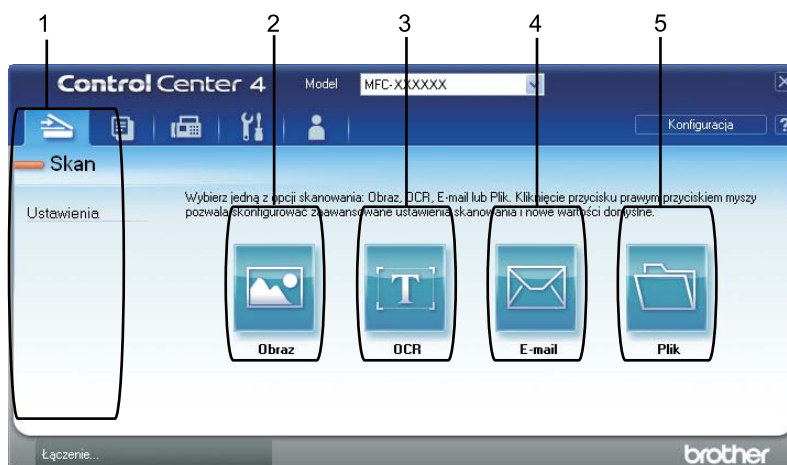 1 2 3 4 5
Control Center 4 Model MFC-XXXXXX
Konfiguracja ?
Skan
Wybierz jedną z opcji skanowania: Obraz, OCR, E-mail lub Plik. Kliknięcie przycisku prawym przyciskiem myszy
Ustawienia
pozwala skonfigurować zaawansowane ustawienia skanowania i nowe wartości domyślne.
T
Obraz OCR E-mail Plik
Łączenie... brother